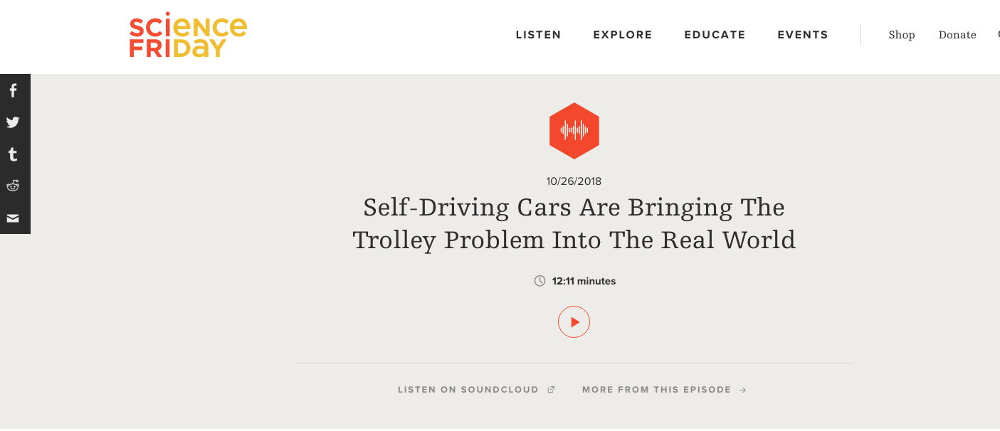 SCIENCE
FRIDAY
LISTEN EXPLORE EDUCATE EVENTS Shop Donate
10/26/2018
Self-Driving Cars Are Bringing The
Trolley Problem Into The Real World
12:11 minutes
LISTEN ON SOUNDCLOUD MORE FROM THIS EPISODE